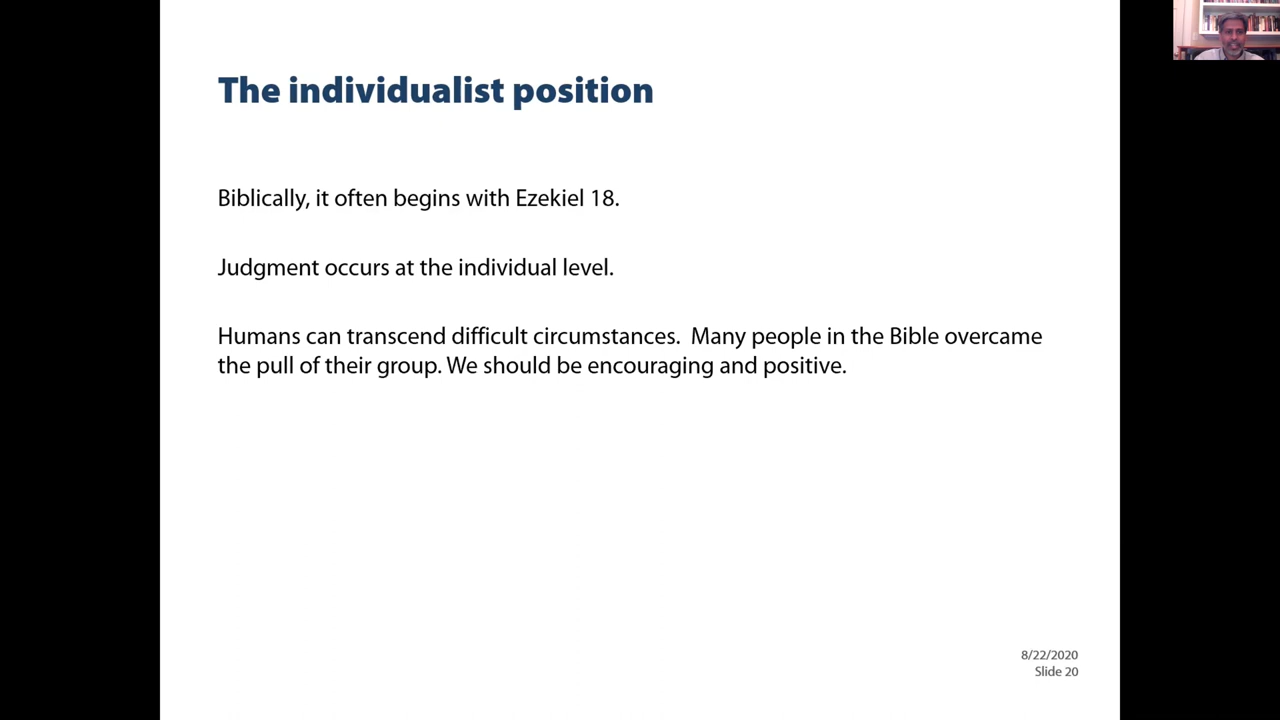 The individualist position
Biblically, it often begins with Ezekiel 18.
Judgment occurs at the individual level.
Humans can transcend difficult circumstances.  Many people in the Bible overcame
the pull of their group. We should be encouraging and positive.
8/22/2020
Slide 20